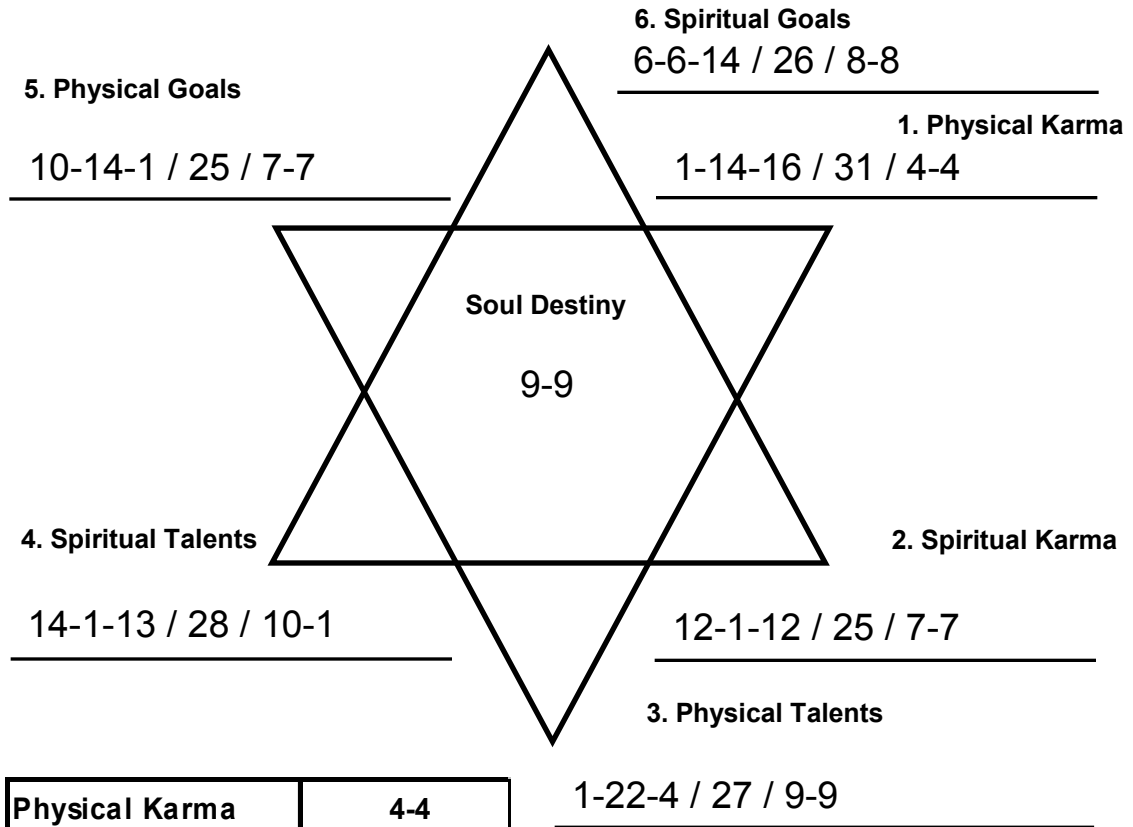 6. Spiritual Goals
6-6-14 / 26 / 8-8
5. Physical Goals
10-14-1 / 25 / 7-7
1. Physical Karma
1-14-16 / 31 / 4-4
Soul Destiny
9-9
4. Spiritual Talents
14-1-13 / 28 / 10-1
2. Spiritual Karma
12-1-12 / 25 / 7-7
3. Physical Talents
1-22-4 / 27 / 9-9
Physical Karma 4-4